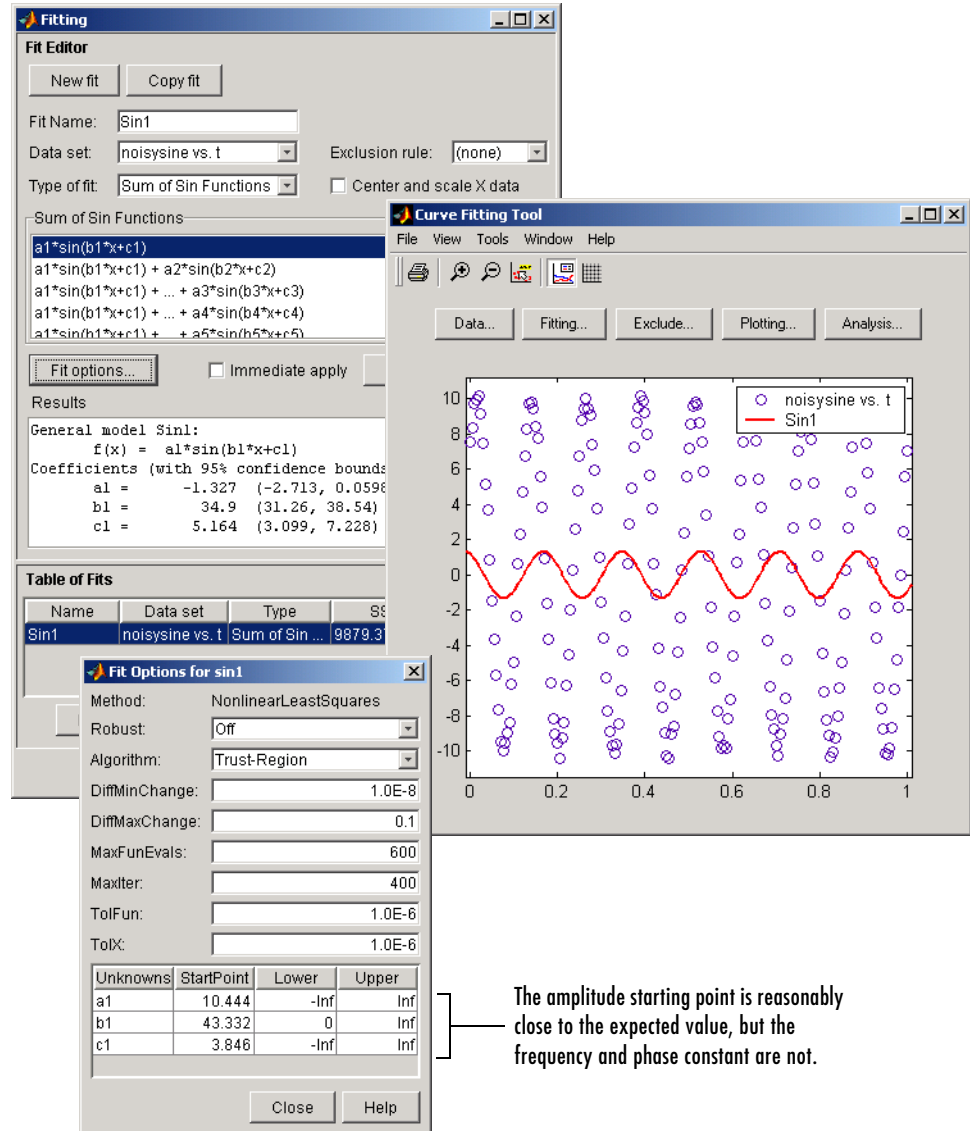 Fitting
Fit Editor
New fit
Copy fit
Fit Name: Sin1
Data set: noisysine vs. t Exclusion rule: (none)
Type of fit: Sum of Sin Functions Center and scale X data
Sum of Sin Functions
a1*sin(b1*x+c1)
a1*sin(b1*x+c1) + a2*sin(b2*x+c2)
a1*sin(b1*x+c1) + ... + a3*sin(b3*x+c3)
a1*sin(b1*x+c1) + ... + a4*sin(b4*x+c4)
a1*sin(b1*x+c1) + ... + a5*sin(b5*x+c5)
Fit options... Immediate apply
Results
General model Sin1:
f(x) = a1*sin(b1*x+c1)
Coefficients (with 95% confidence bounds
a1 = -1.327 (-2.713, 0.0598
b1 = 34.9 (31.26, 38.54)
c1 = 5.164 (3.099, 7.228)
Table of Fits
Name Data set Type SS
Sin1 noisysine vs. t Sum of Sin ... 9879.3
Curve Fitting Tool
File View Tools Window Help
Data... Fitting... Exclude... Plotting... Analysis...
noisysine vs. t
Sin1
10
8
6
4
2
0
-2
-4
-6
-8
-10
0 0.2 0.4 0.6 0.8 1
Fit Options for sin1
Method: NonlinearLeastSquares
Robust: Off
Algorithm: Trust-Region
DiffMinChange: 1.0E-8
DiffMaxChange: 0.1
MaxFunEvals: 600
MaxIter: 400
TolFun: 1.0E-6
TolX: 1.0E-6
Unknowns StartPoint Lower Upper
a1 10.444 -Inf Inf
b1 43.332 0 Inf
c1 3.846 -Inf Inf
Close Help
The amplitude starting point is reasonably
close to the expected value, but the
frequency and phase constant are not.